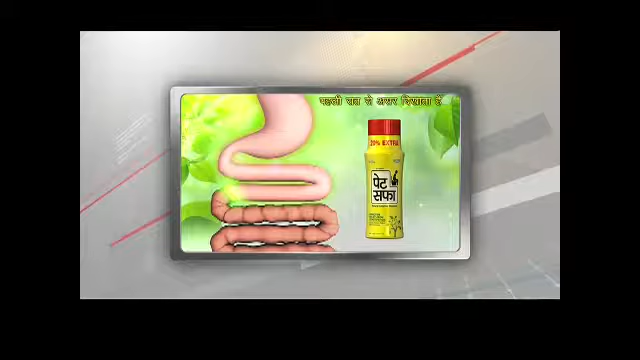 पहली रात से असर दिखाता है
20% EXTRA
पेट
सफा